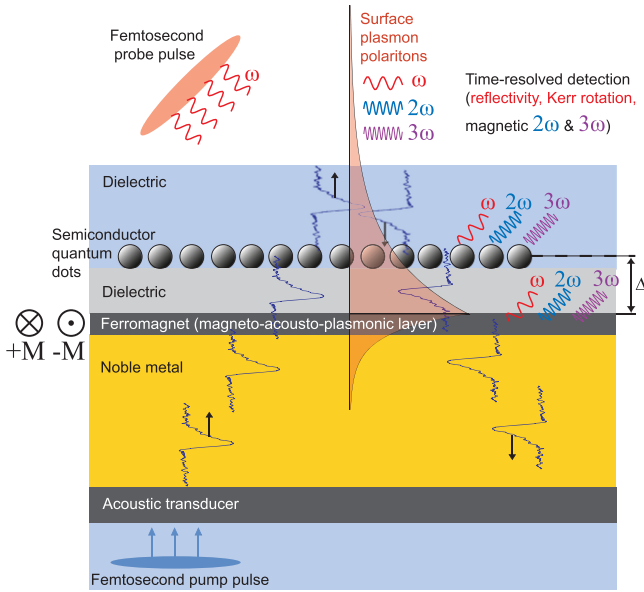 Femtosecond
probe pulse
ω
Surface
plasmon
polaritons
ω
2ω
3ω
Time-resolved detection
(reflectivity, Kerr rotation,
magnetic 2ω & 3ω)
Dielectric
ω 2ω 3ω
Semiconductor
quantum
dots
Dielectric
ω 2ω 3ω
Δ
Ferromagnet (magneto-acousto-plasmonic layer)
+M -M
Noble metal
Acoustic transducer
Femtosecond pump pulse